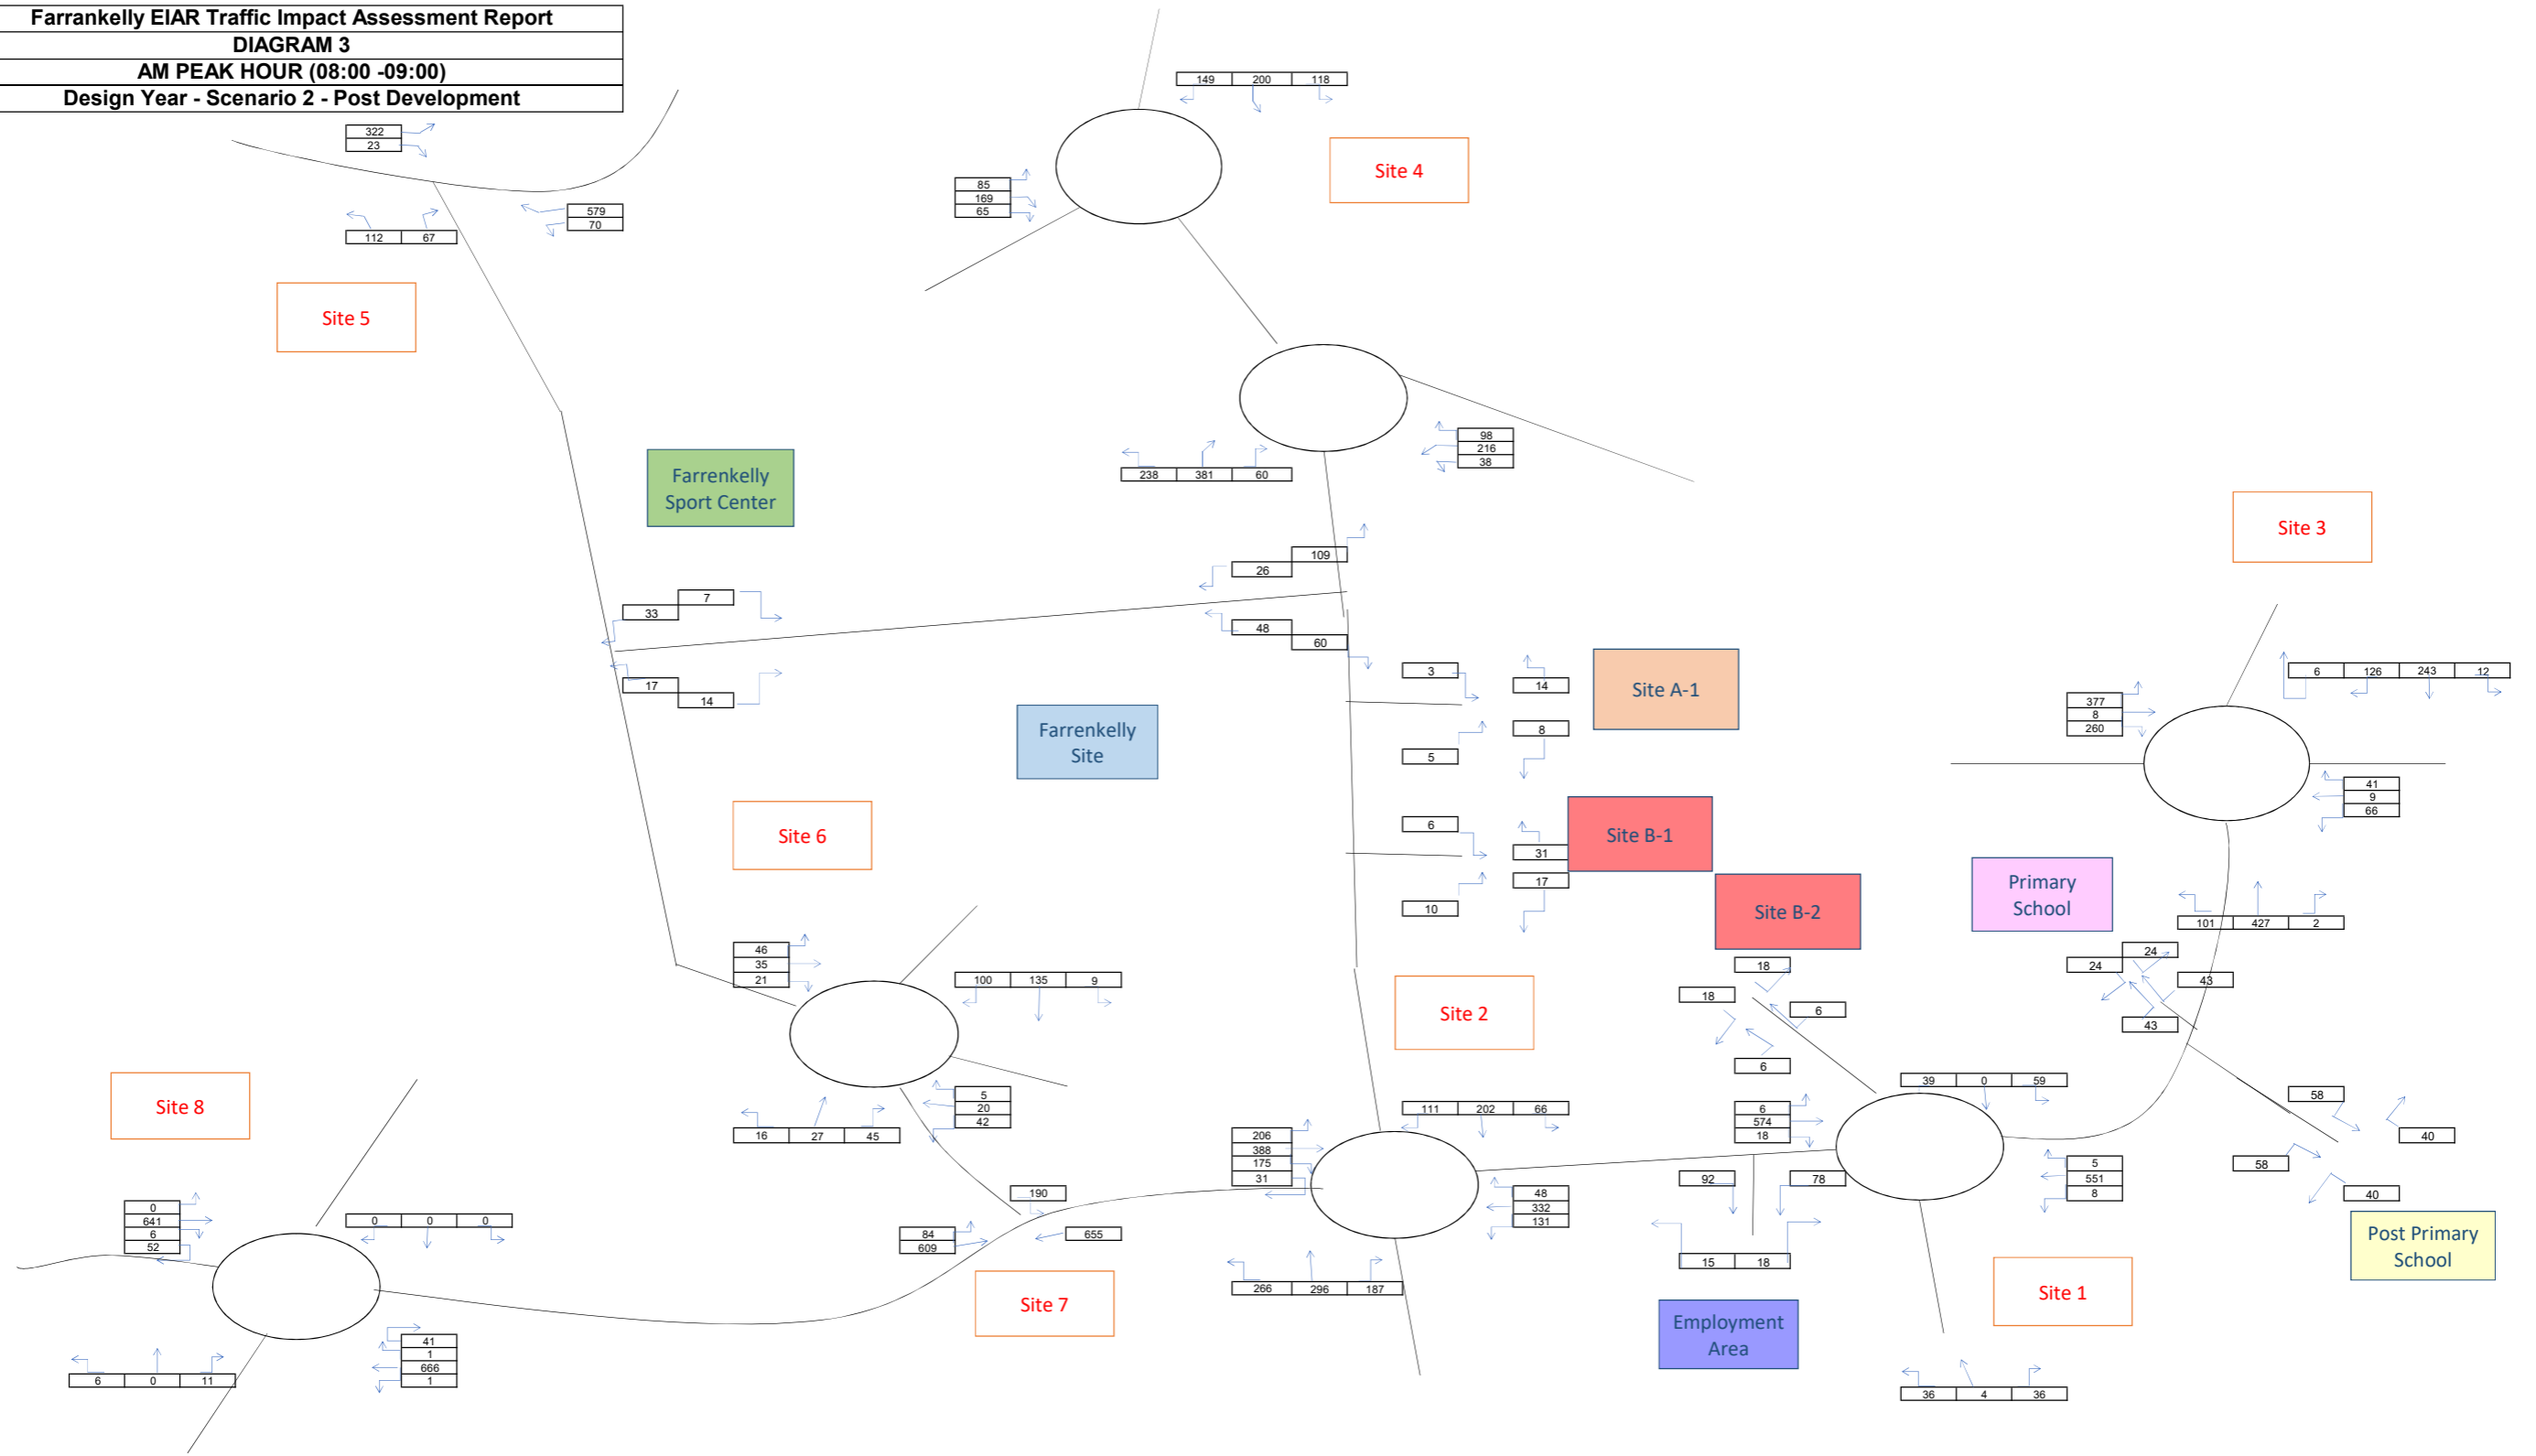 Farrankelly EIAR Traffic Impact Assessment Report
DIAGRAM 3
AM PEAK HOUR (08:00 -09:00)
Design Year - Scenario 2 - Post Development
149 200 118
322
23
Site 4
85
169
65
579
70
112 67
Site 5
98
216
38
238 381 60
Farrenkelly
Sport Center
Site 3
109
26
7
33
48
60
3
14
Site A-1
6 126 243 12
17
14
377
8
260
Farrenkelly
Site
8
5
41
9
66
Site 6
6
31
Site B-1
17
10
Primary
School
Site B-2
101 427 2
46
35
21
24
24
18
43
100 135 9
18
6
Site 2
43
6
39 0 59
Site 8
5
20
42
58
16 27 45
111 202 66
6
574
18
40
206
388
175
31
5
551
8
58
92 78
190
48
332
131
40
0
641
6
52
0 0 0
84
609
655
Post Primary
School
15 18
266 296 187
Site 7
Site 1
Employment
Area
41
1
666
1
6 0 11
36 4 36